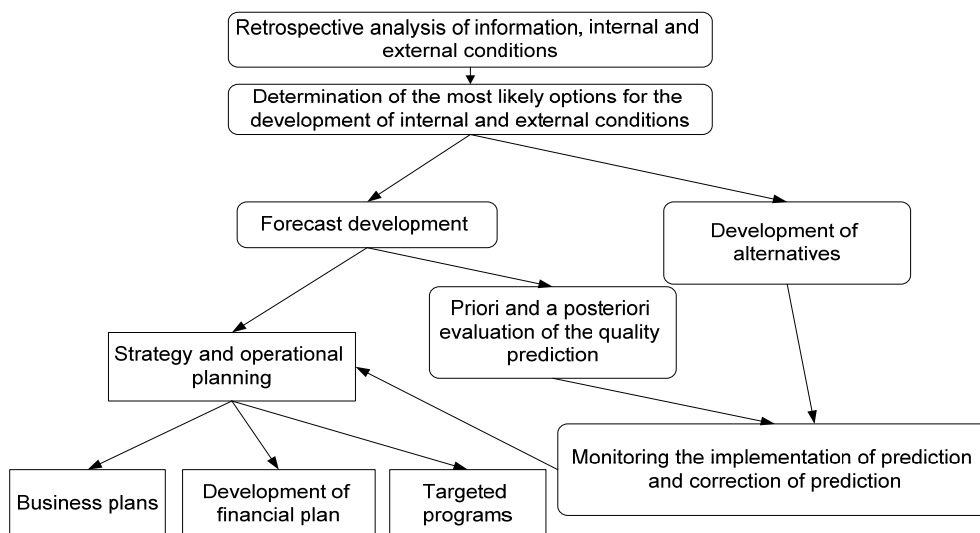 Retrospective analysis of information, internal and
external conditions
Determination of the most likely options for the
development of internal and external conditions
Forecast development
Development of
alternatives
Priori and a posteriori
evaluation of the quality
prediction
Strategy and operational
planning
Monitoring the implementation of prediction
and correction of prediction
Business plans
Development of
financial plan
Targeted
programs